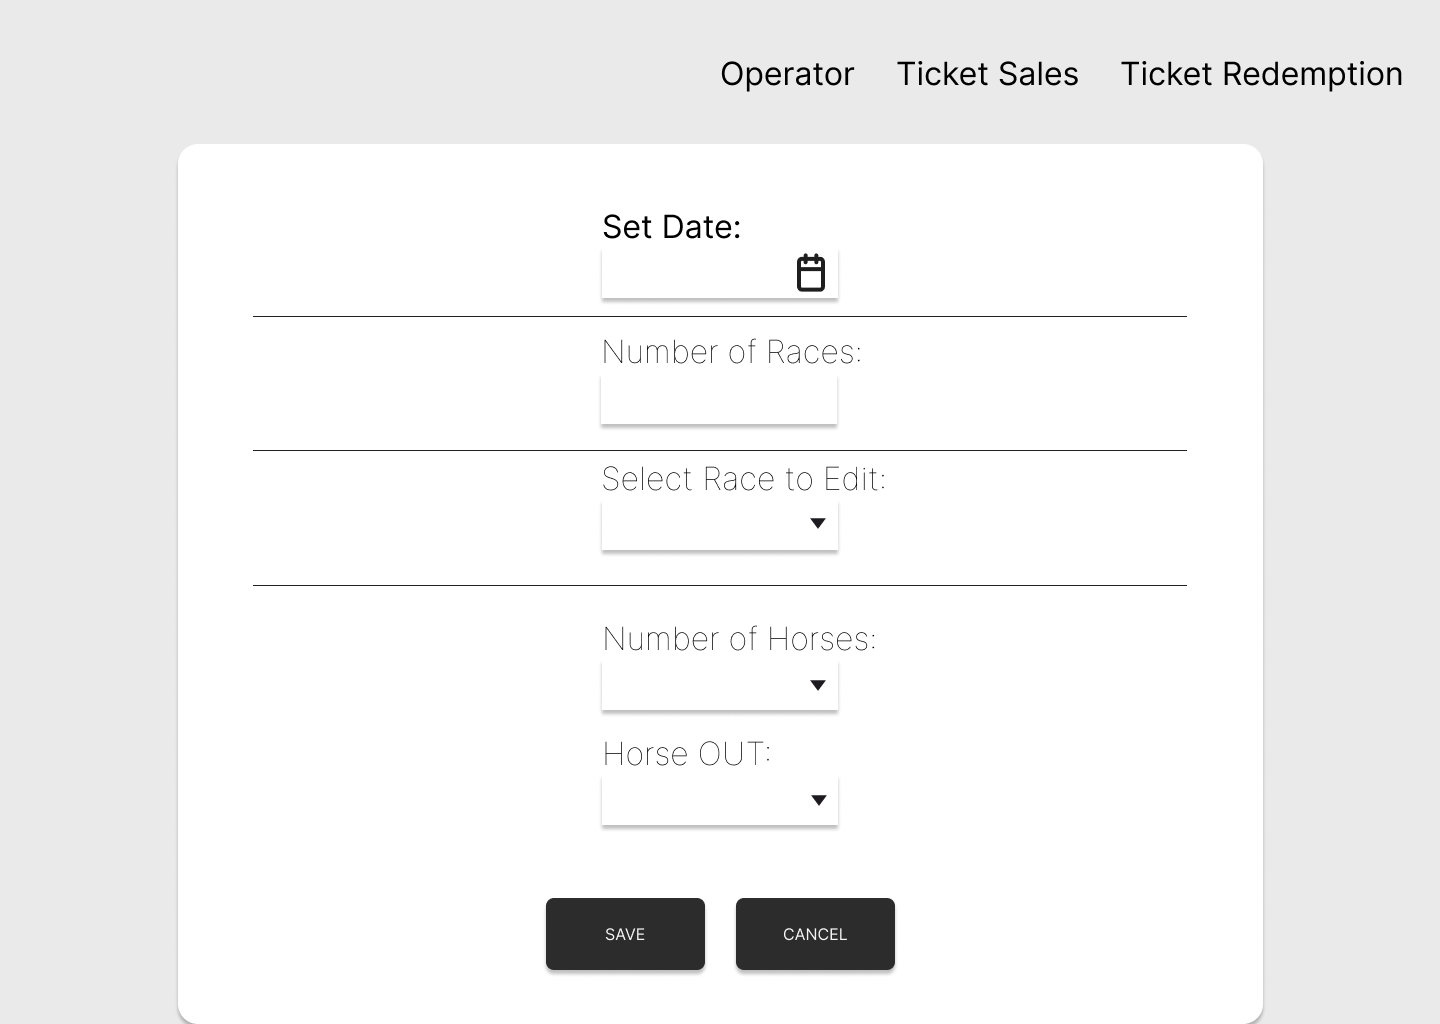 Operator Ticket Sales Ticket Redemption
Set Date:
Number of Races:
Select Race to Edit:
Number of Horses:
Horse OUT:
SAVE CANCEL